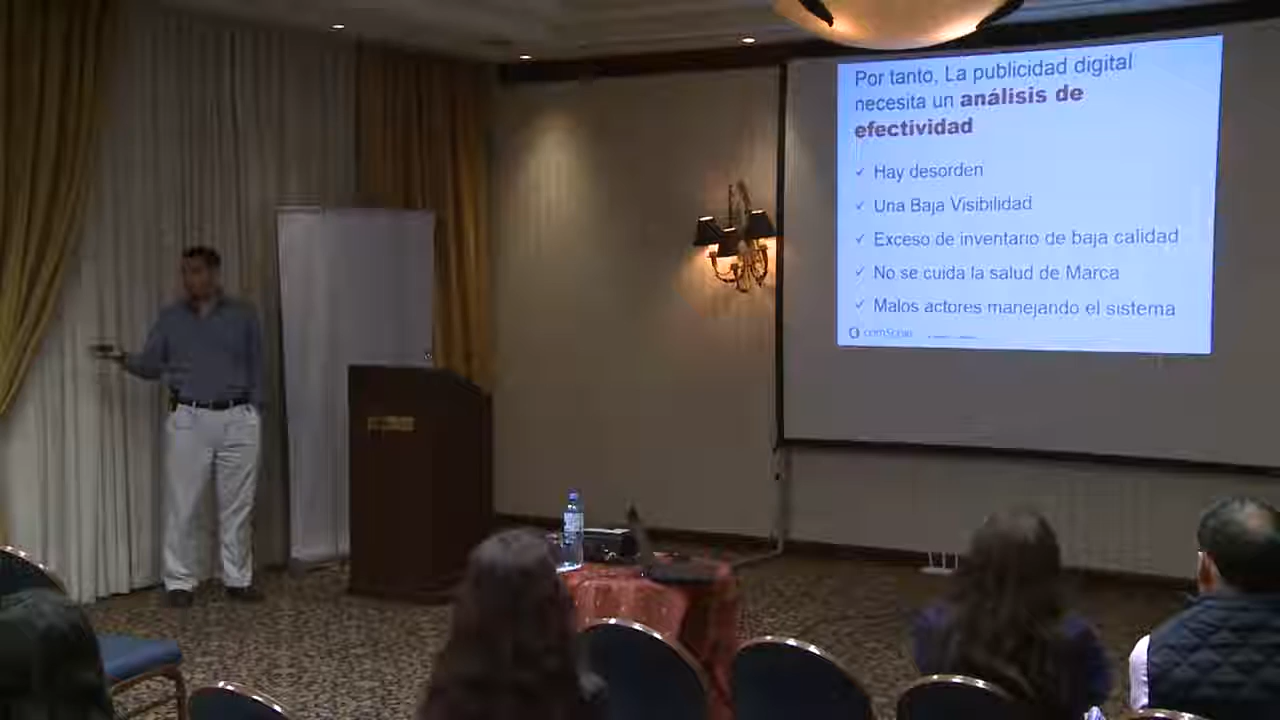 Por tanto, La publicidad digital
necesita un análisis de
efectividad
✓ Hay desorden
✓ Una Baja Visibilidad
✓ Exceso de inventario de baja calidad
✓ No se cuida la salud de Marca
✓ Malos actores manejando el sistema
comScore